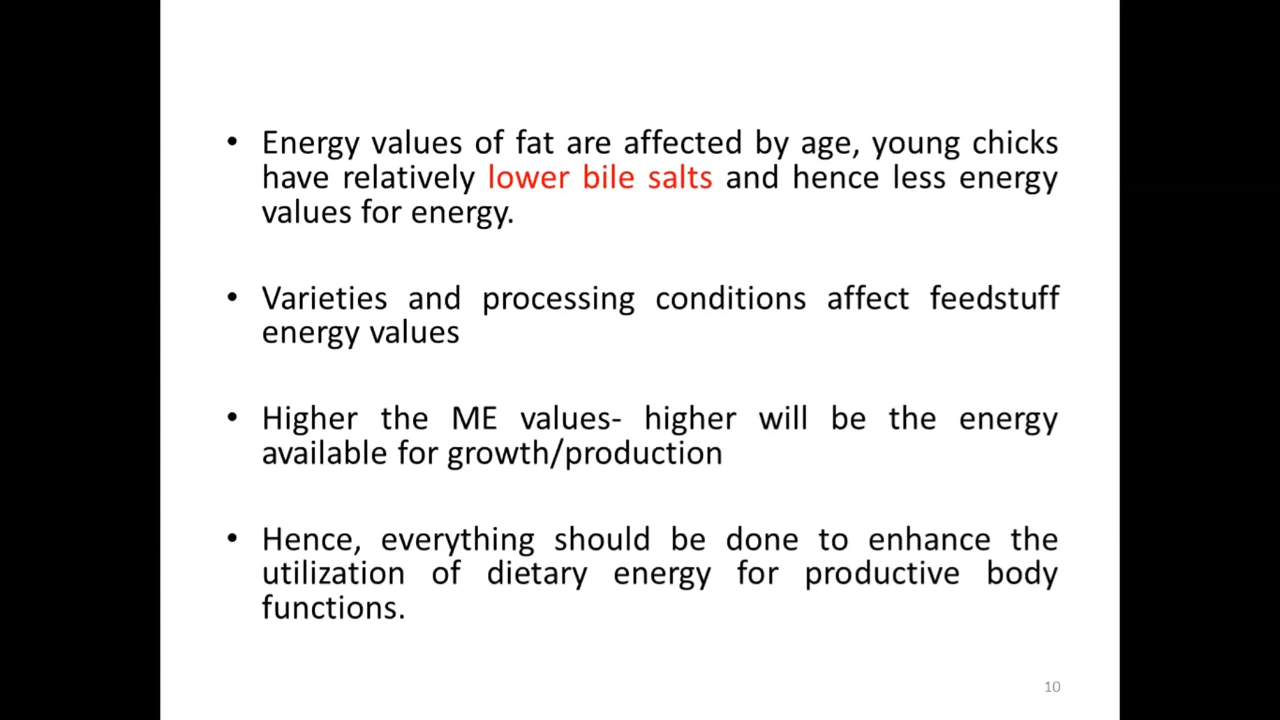 • Energy values of fat are affected by age, young chicks
have relatively lower bile salts and hence less energy
values for energy.
• Varieties and processing conditions affect feedstuff
energy values
• Higher the ME values- higher will be the energy
available for growth/production
• Hence, everything should be done to enhance the
utilization of dietary energy for productive body
functions.
10